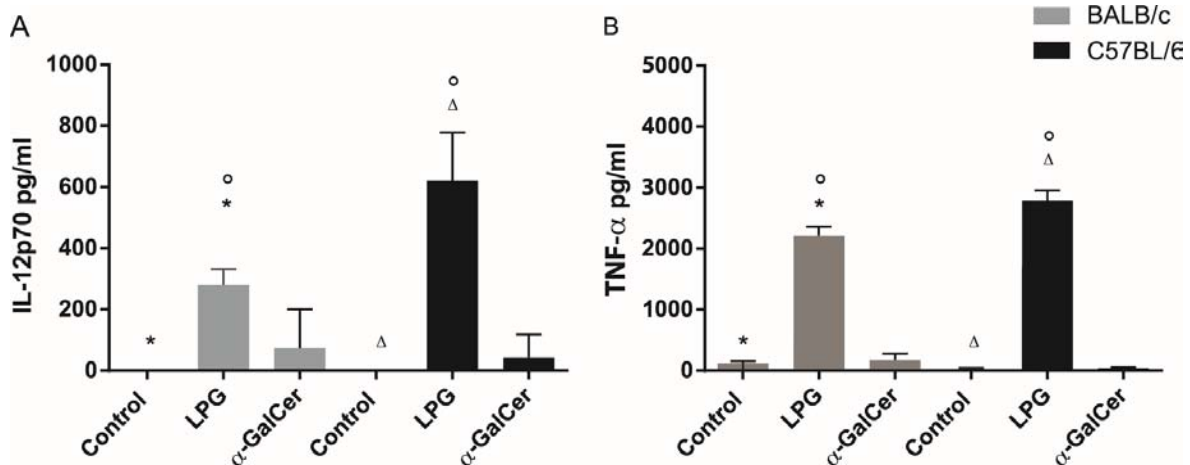 A
IL-12p70 pg/ml
1000
800
600
400
200
0
*
°
*
Δ
°
Δ
Control
LPG
α-GalCer
Control
LPG
α-GalCer
B
BALB/c
C57BL/6
TNF-α pg/ml
5000
4000
3000
2000
1000
0
*
°
*
Δ
°
Δ
Control
LPG
α-GalCer
Control
LPG
α-GalCer